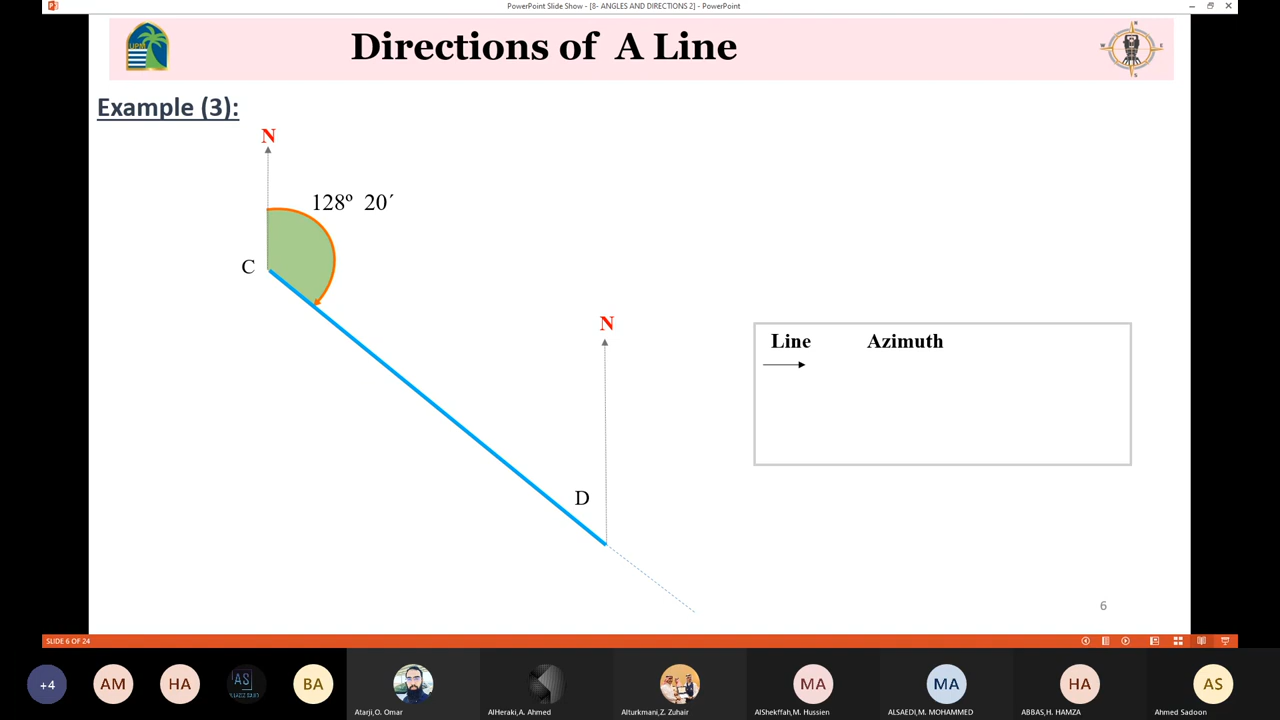 PowerPoint Slide Show - [8- ANGLES AND DIRECTIONS 2] - PowerPoint
UPM
Directions of A Line
N
W E
S
Example (3):
N
128º 20´
C
N
Line Azimuth
D
6
SLIDE 6 OF 24
+4 AM HA AS BA MA MA HA AS
Atarji,O. Omar AlHeraki,A. Ahmed Alturkmani,Z. Zuhair AlShekffah,M. Hussien ALSAEDI,M. MOHAMMED ABBAS,H. HAMZA Ahmed Sadoon